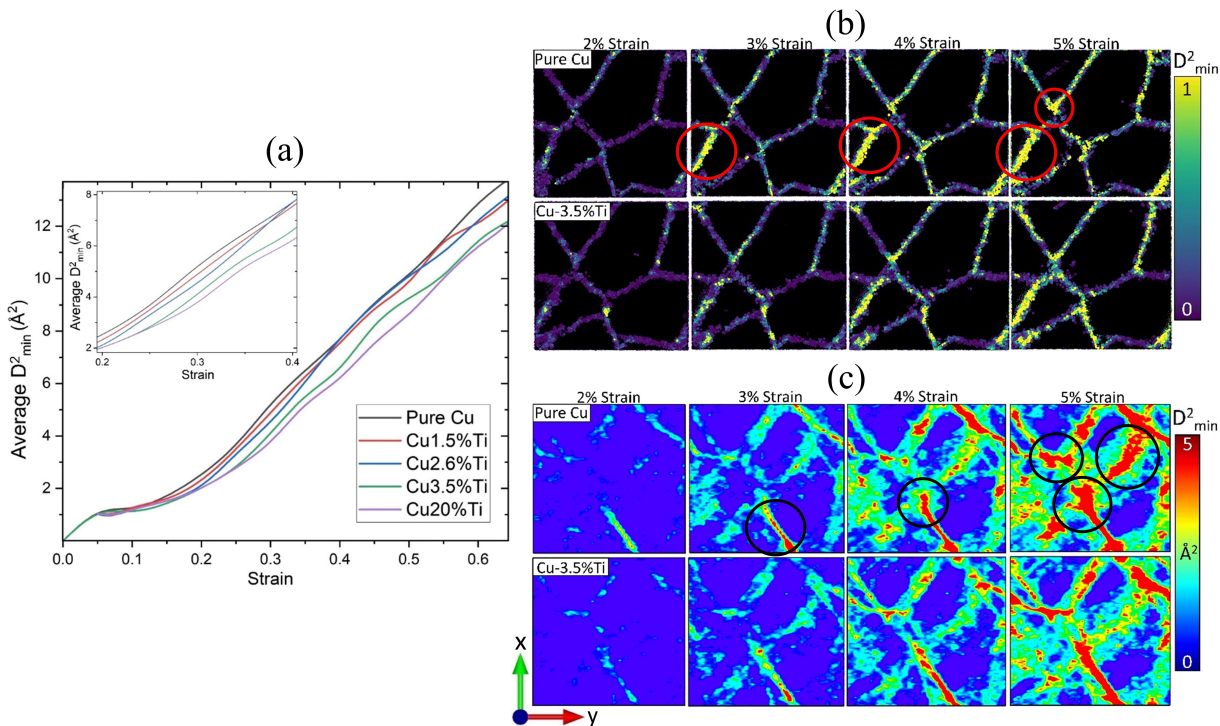 (a)
Average D²min (Å²)
12
10
8
6
4
2
0.0
0.1
0.2
0.3
0.4
0.5
0.6
Strain
Average D²min (Å²)
8
6
4
2
0.2
0.3
0.4
Strain
Pure Cu
Cu1.5%Ti
Cu2.6%Ti
Cu3.5%Ti
Cu20%Ti
(b)
2% Strain 3% Strain 4% Strain 5% Strain
Pure Cu
Cu-3.5%Ti
D²min
1
0
(c)
2% Strain 3% Strain 4% Strain 5% Strain
Pure Cu
Cu-3.5%Ti
D²min
5
Å²
0
x
y